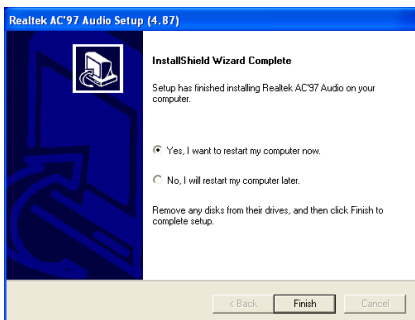 Realtek AC'97 Audio Setup (4.87)
InstallShield Wizard Complete
Setup has finished installing Realtek AC'97 Audio on your
computer.
Yes, I want to restart my computer now.
No, I will restart my computer later.
Remove any disks from their drives, and then click Finish to
complete setup.
< Back Finish Cancel